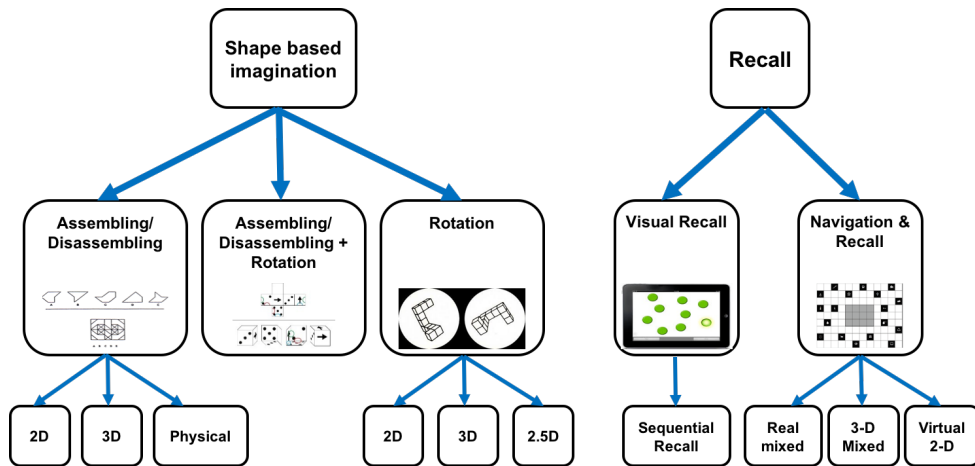 Shape based
imagination
Recall
Assembling/
Disassembling
Assembling/
Disassembling +
Rotation
Rotation
Visual Recall
Navigation &
Recall
2D
3D
Physical
2D
3D
2.5D
Sequential
Recall
Real
mixed
3-D
Mixed
Virtual
2-D